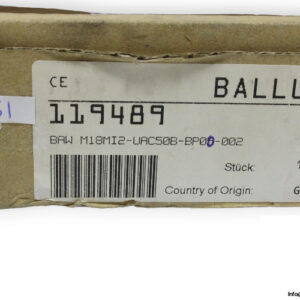 CE
BALLU
119489
BAW M18MI2-UAC50B-BP00-002
Stück:
Country of Origin:
G